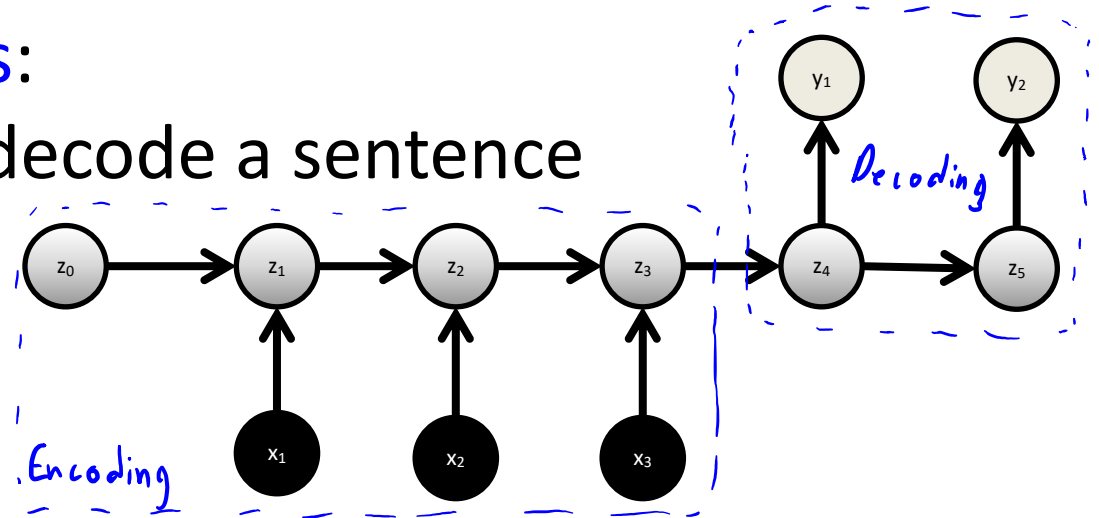 s:
decode a sentence
y₁ y₂
Decoding
z₀ z₁ z₂ z₃ z₄ z₅
x₁ x₂ x₃
Encoding